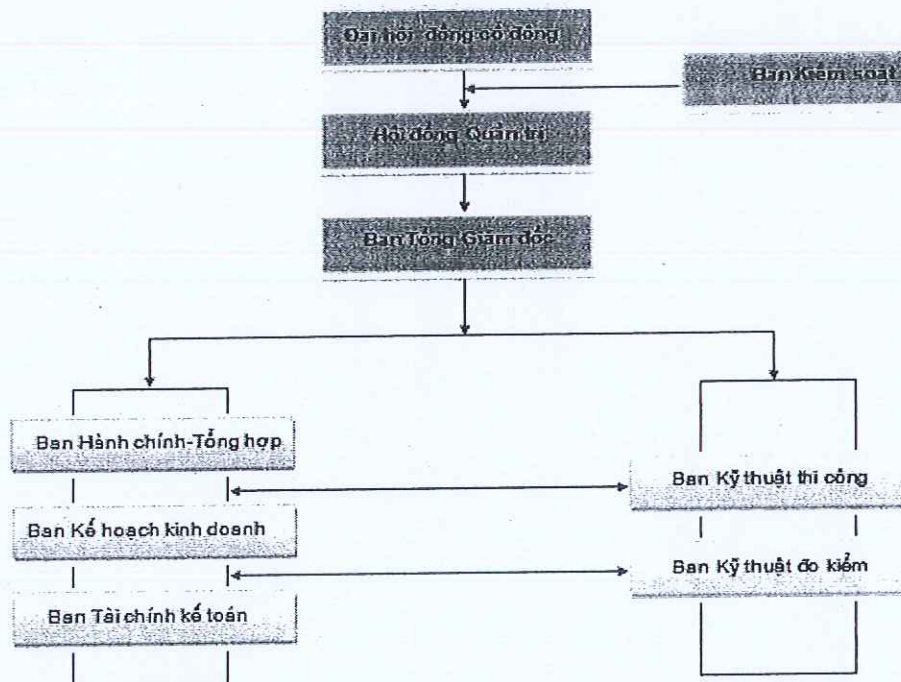 Đại hội đồng cổ đông
Ban Kiểm soát
Hội đồng Quản trị
Ban Tổng Giám đốc
Ban Hành chính-Tổng hợp
Ban Kỹ thuật thi công
Ban Kế hoạch kinh doanh
Ban Kỹ thuật đo kiểm
Ban Tài chính kế toán